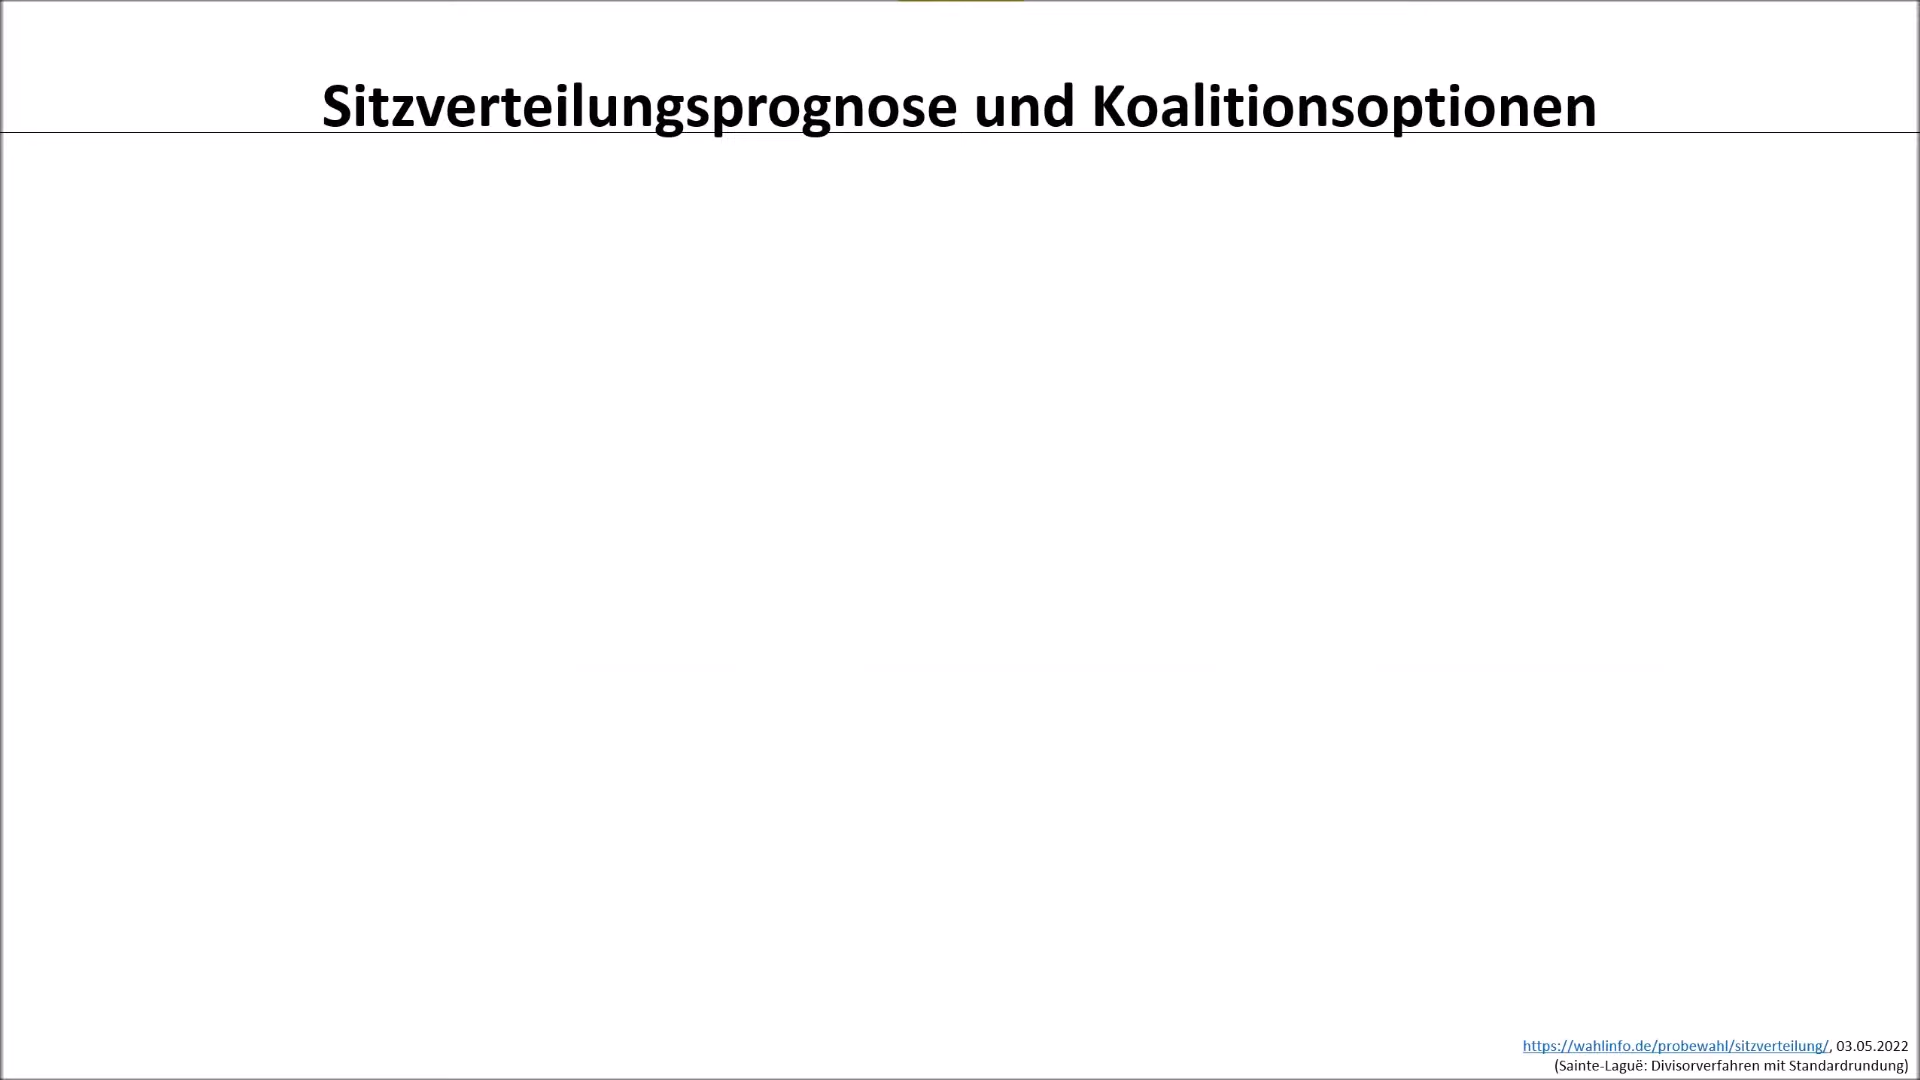 Sitzverteilungsprognose und Koalitionsoptionen
https://wahlinfo.de/probewahl/sitzverteilung/, 03.05.2022
(Sainte-Laguë: Divisorverfahren mit Standardrundung)